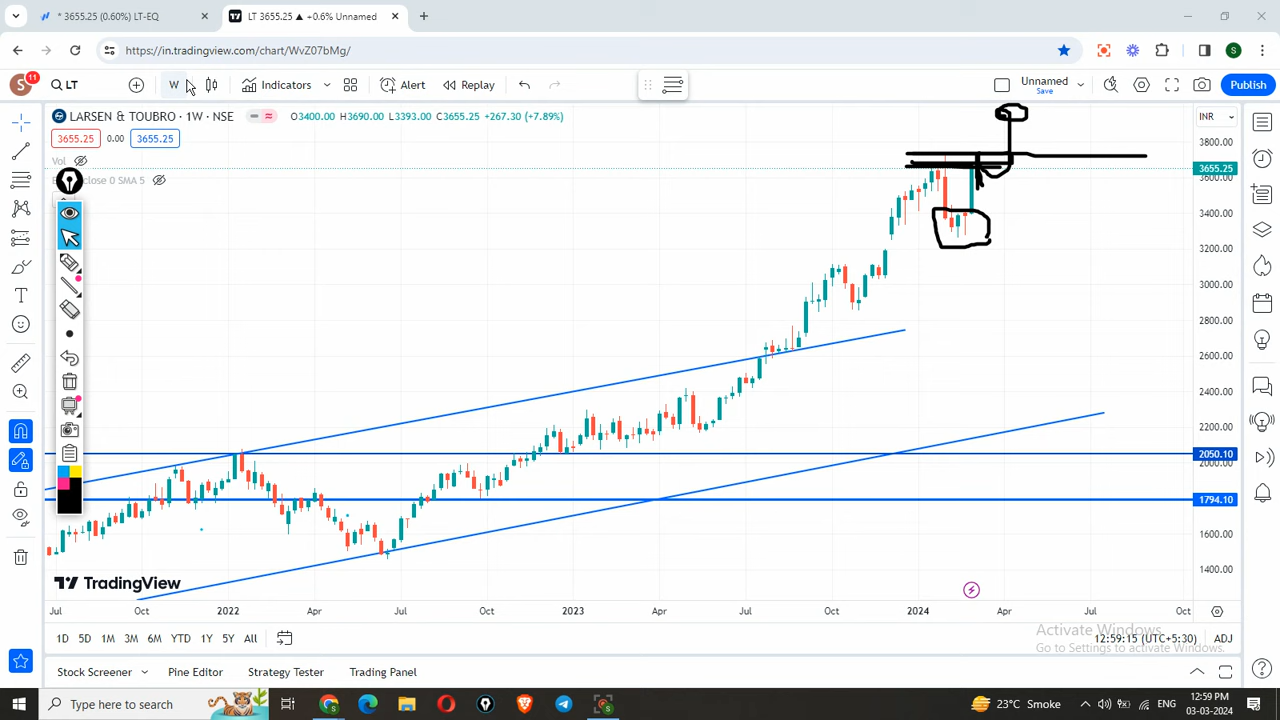 * 3655.25 (0.60%) LT-EQ
LT 3655.25 ▲ +0.6% Unnamed
https://in.tradingview.com/chart/WvZ07bMg/
S
S
11
LT
W
Indicators
Alert
Replay
Unnamed
Save
Publish
LARSEN & TOUBRO · 1W · NSE
O3400.00 H3690.00 L3393.00 C3655.25 +267.30 (+7.89%)
INR
3655.25
0.00
3655.25
Vol
close 0 SMA 5
3800.00
3655.25
3600.00
3400.00
3200.00
3000.00
2800.00
2600.00
2400.00
2200.00
2050.10
2000.00
1794.10
1600.00
1400.00
TradingView
Jul
Oct
2022
Apr
Jul
Oct
2023
Apr
Jul
Oct
2024
Apr
Jul
Oct
1D 5D 1M 3M 6M YTD 1Y 5Y All
12:59:15 (UTC+5:30)
ADJ
Activate Windows
Go to Settings to activate Windows.
Stock Screener
Pine Editor
Strategy Tester
Trading Panel
Type here to search
23°C Smoke
ENG
12:59 PM
03-03-2024